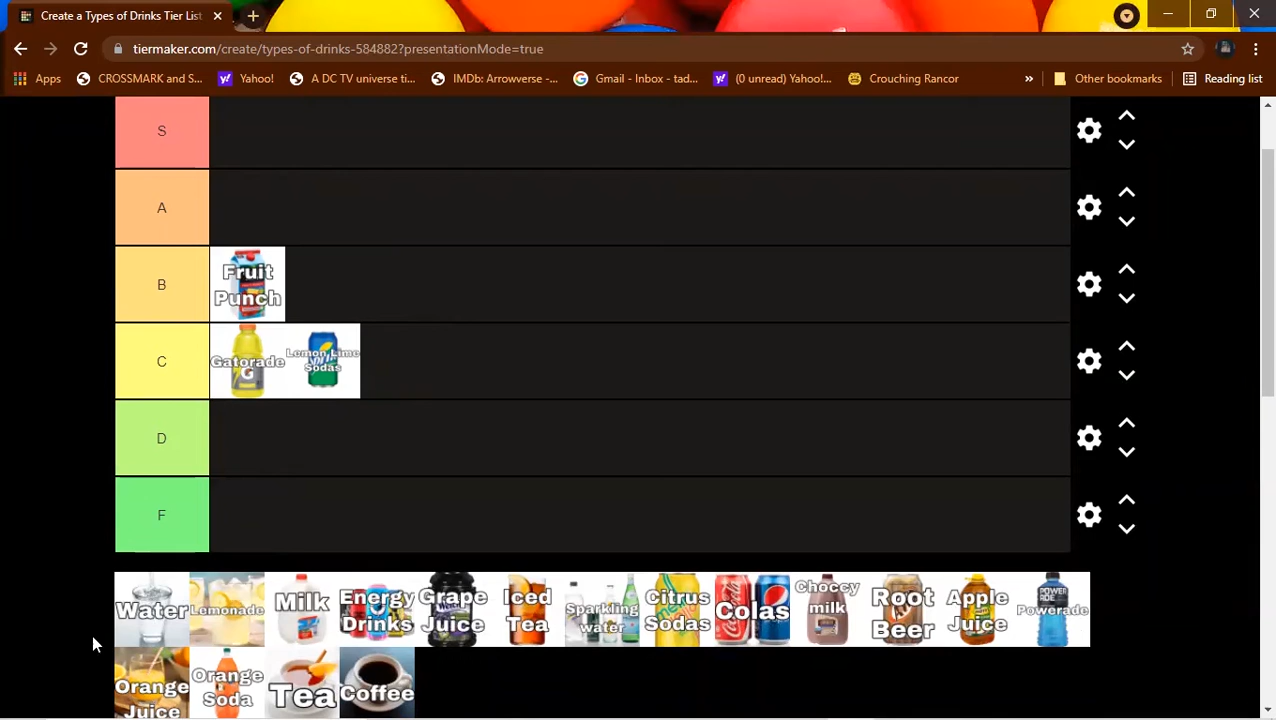 Create a Types of Drinks Tier List
tiermaker.com/create/types-of-drinks-584882?presentationMode=true
Apps CROSSMARK and S... Yahoo! A DC TV universe ti... IMDb: Arrowverse -... Gmail - Inbox - tad... (0 unread) Yahoo!... Crouching Rancor » Other bookmarks Reading list
S
A
B
Fruit
Punch
C
Gatorade
G
Lemon Lime
Sodas
D
F
Water
Lemonade
Milk
Energy
Drinks
Grape
Juice
Iced
Tea
Sparkling
water
Citrus
Sodas
Colas
Choccy
milk
Root
Beer
Apple
Juice
Powerade
Orange
Juice
Orange
Soda
Tea
Coffee